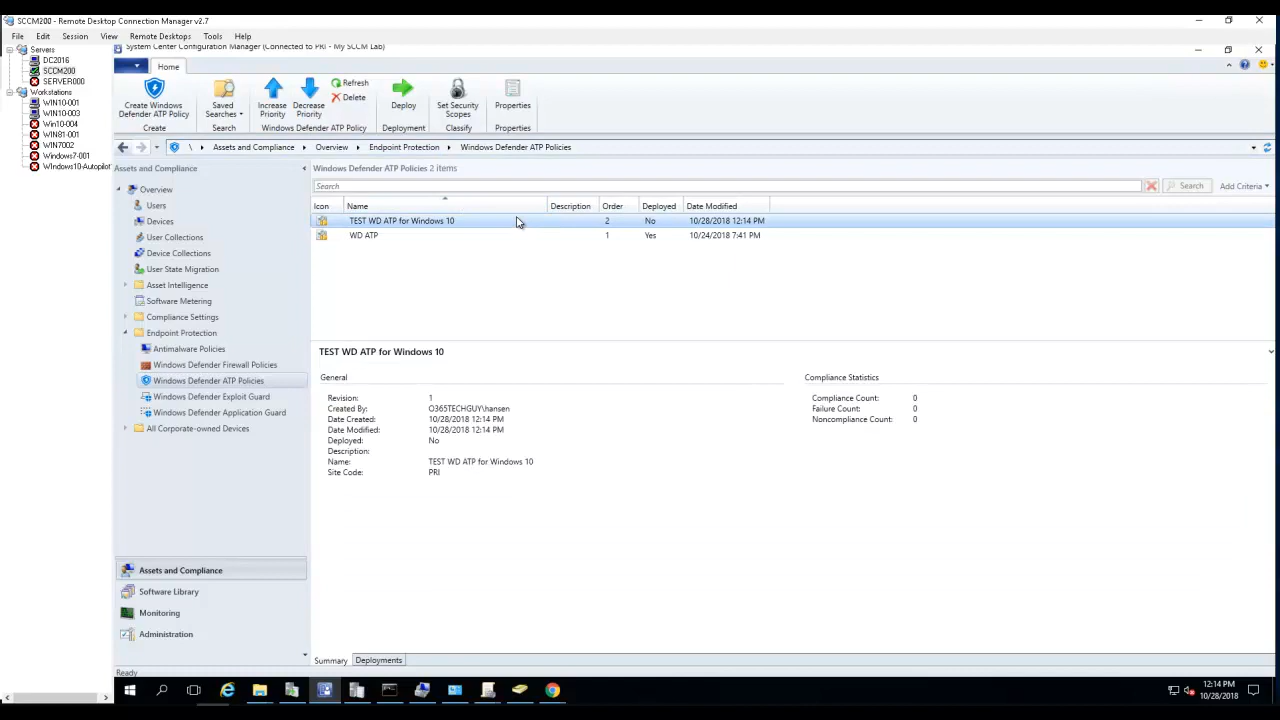 SCCM200 - Remote Desktop Connection Manager v2.7
File Edit Session View Remote Desktops Tools Help
Servers
DC2016
SCCM200
SERVER000
Workstations
WIN10-001
WIN10-003
Win10-004
WIN81-001
WIN7002
Windows7-001
Windows10-Autopilot
System Center Configuration Manager (Connected to PRI - My SCCM Lab)
Home
Create Windows Defender ATP Policy
Saved Searches
Increase Priority
Decrease Priority
Refresh
Delete
Deploy
Set Security Scopes
Properties
Create Search Windows Defender ATP Policy Deployment Classify Properties
\ Assets and Compliance Overview Endpoint Protection Windows Defender ATP Policies
Assets and Compliance
Overview
Users
Devices
User Collections
Device Collections
User State Migration
Asset Intelligence
Software Metering
Compliance Settings
Endpoint Protection
Antimalware Policies
Windows Defender Firewall Policies
Windows Defender ATP Policies
Windows Defender Exploit Guard
Windows Defender Application Guard
All Corporate-owned Devices
Assets and Compliance
Software Library
Monitoring
Administration
Windows Defender ATP Policies 2 items
Search Search Add Criteria
Icon Name Description Order Deployed Date Modified
TEST WD ATP for Windows 10 2 No 10/28/2018 12:14 PM
WD ATP 1 Yes 10/24/2018 7:41 PM
TEST WD ATP for Windows 10
General
Revision: 1
Created By: O365TECHGUY\hansen
Date Created: 10/28/2018 12:14 PM
Date Modified: 10/28/2018 12:14 PM
Deployed: No
Description:
Name: TEST WD ATP for Windows 10
Site Code: PRI
Compliance Statistics
Compliance Count: 0
Failure Count: 0
Noncompliance Count: 0
Summary Deployments
Ready
12:14 PM
10/28/2018